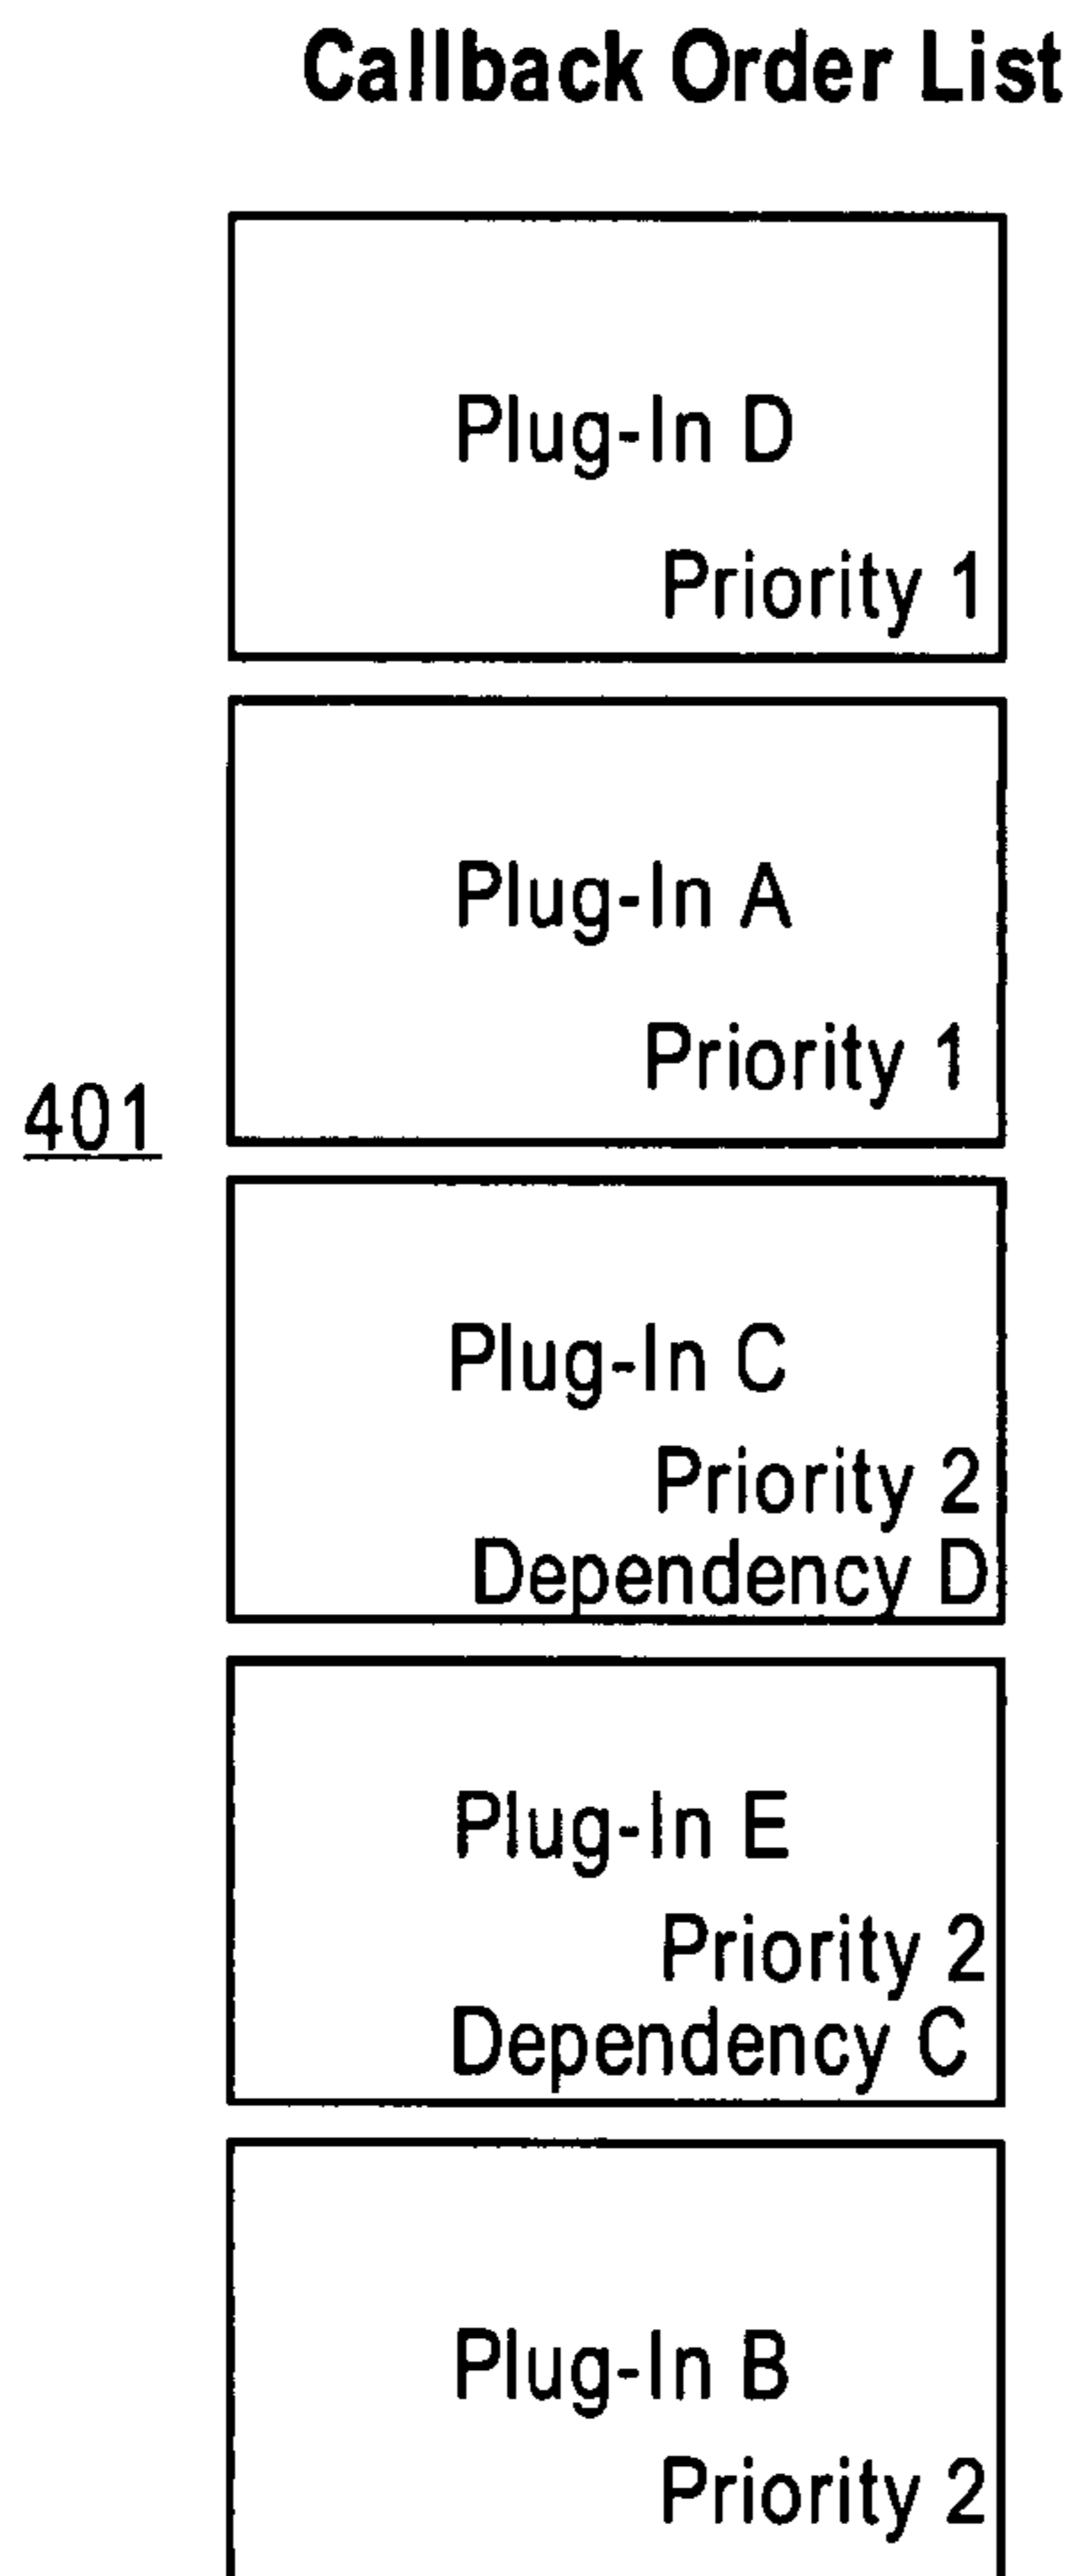 Callback Order List
Plug-In D
Priority 1
Plug-In A
Priority 1
401
Plug-In C
Priority 2
Dependency D
Plug-In E
Priority 2
Dependency C
Plug-In B
Priority 2